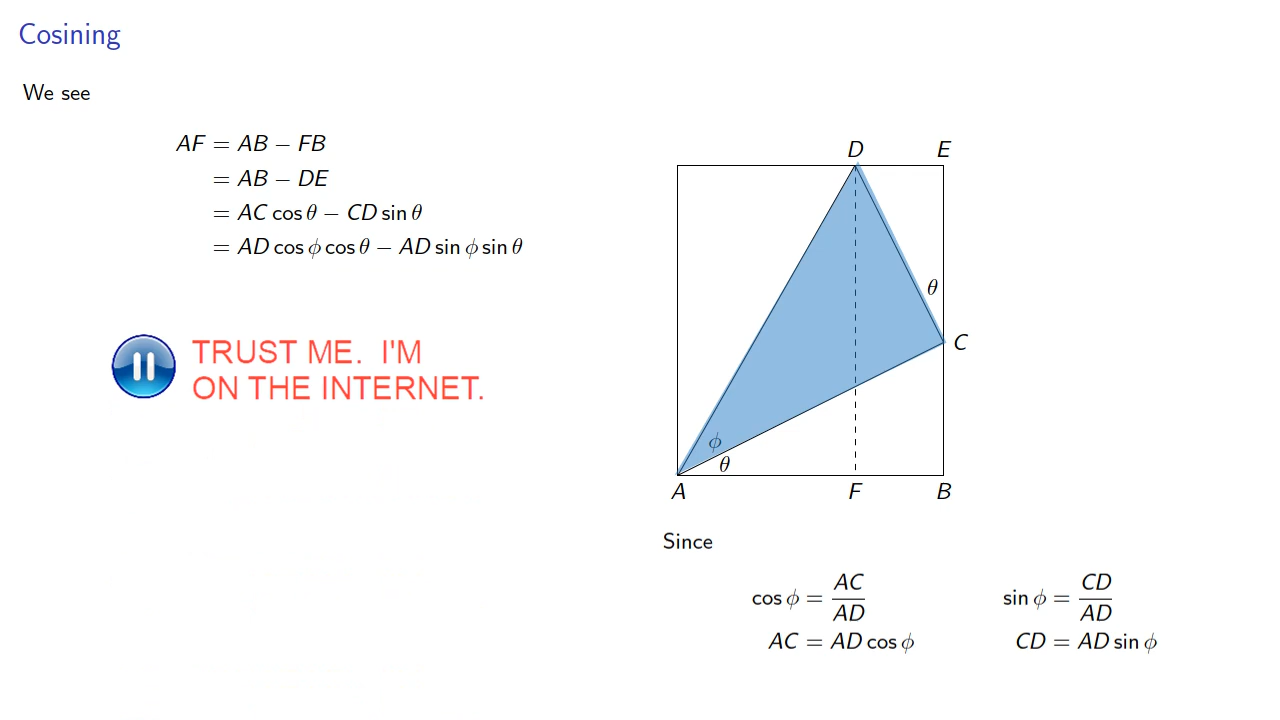 Cosining
We see
AF = AB − FB
= AB − DE
= AC cos θ − CD sin θ
= AD cos ϕ cos θ − AD sin ϕ sin θ
TRUST ME. I'M
ON THE INTERNET.
D E
θ
C
ϕ
θ
A F B
Since
cos ϕ = AC/AD sin ϕ = CD/AD
AC = AD cos ϕ CD = AD sin ϕ